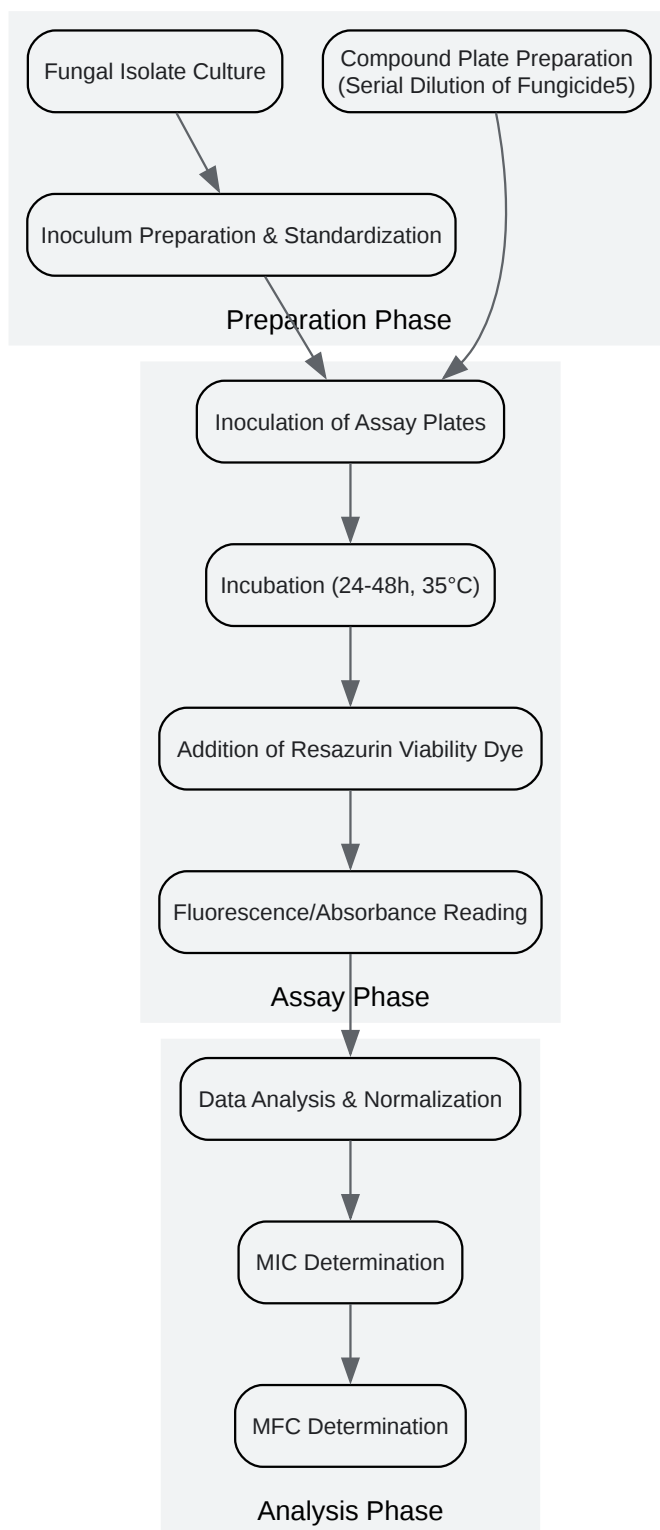 Fungal Isolate Culture
Compound Plate Preparation
(Serial Dilution of Fungicide5)
Inoculum Preparation & Standardization
Preparation Phase
Inoculation of Assay Plates
Incubation (24-48h, 35°C)
Addition of Resazurin Viability Dye
Fluorescence/Absorbance Reading
Assay Phase
Data Analysis & Normalization
MIC Determination
MFC Determination
Analysis Phase